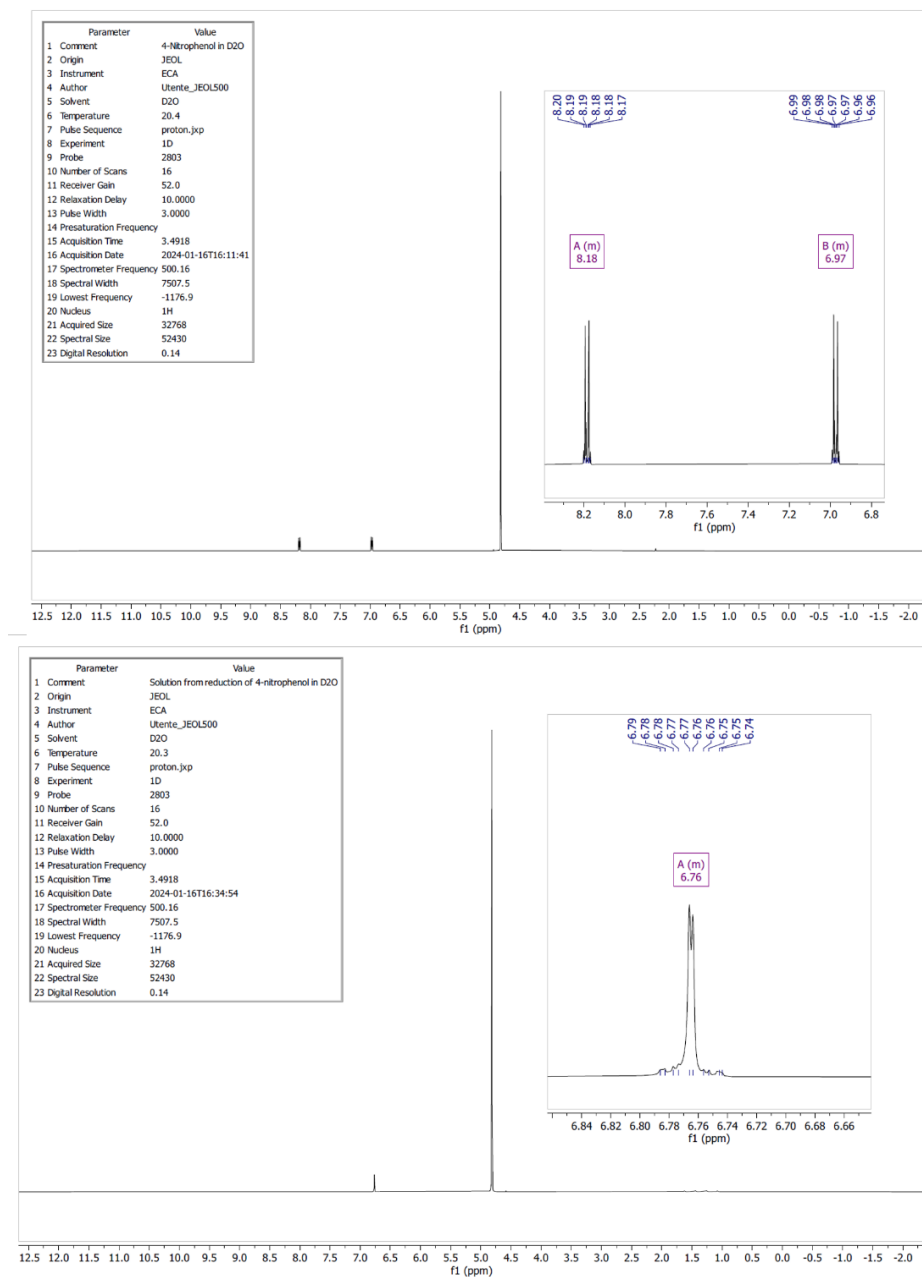 Parameter Value
1 Comment 4-Nitrophenol in D2O
2 Origin JEOL
3 Instrument ECA
4 Author Utente_JEOL500
5 Solvent D2O
6 Temperature 20.4
7 Pulse Sequence proton.jxp
8 Experiment 1D
9 Probe 2803
10 Number of Scans 16
11 Receiver Gain 52.0
12 Relaxation Delay 10.0000
13 Pulse Width 3.0000
14 Presaturation Frequency
15 Acquisition Time 3.4918
16 Acquisition Date 2024-01-16T16:11:41
17 Spectrometer Frequency 500.16
18 Spectral Width 7507.5
19 Lowest Frequency -1176.9
20 Nucleus 1H
21 Acquired Size 32768
22 Spectral Size 52430
23 Digital Resolution 0.14
8.20 8.19 8.19 8.18 8.18 8.17 6.99 6.98 6.98 6.97 6.97 6.96 6.96
A (m) B (m)
8.18 6.97
8.2 8.0 7.8 7.6 7.4 7.2 7.0 6.8
f1 (ppm)
12.5 12.0 11.5 11.0 10.5 10.0 9.5 9.0 8.5 8.0 7.5 7.0 6.5 6.0 5.5 5.0 4.5 4.0 3.5 3.0 2.5 2.0 1.5 1.0 0.5 0.0 -0.5 -1.0 -1.5 -2.0
f1 (ppm)
Parameter Value
1 Comment Solution from reduction of 4-nitrophenol in D2O
2 Origin JEOL
3 Instrument ECA
4 Author Utente_JEOL500
5 Solvent D2O
6 Temperature 20.3
7 Pulse Sequence proton.jxp
8 Experiment 1D
9 Probe 2803
10 Number of Scans 16
11 Receiver Gain 52.0
12 Relaxation Delay 10.0000
13 Pulse Width 3.0000
14 Presaturation Frequency
15 Acquisition Time 3.4918
16 Acquisition Date 2024-01-16T16:34:54
17 Spectrometer Frequency 500.16
18 Spectral Width 7507.5
19 Lowest Frequency -1176.9
20 Nucleus 1H
21 Acquired Size 32768
22 Spectral Size 52430
23 Digital Resolution 0.14
6.79 6.78 6.78 6.77 6.77 6.76 6.76 6.75 6.75 6.74
A (m)
6.76
6.84 6.82 6.80 6.78 6.76 6.74 6.72 6.70 6.68 6.66
f1 (ppm)
12.5 12.0 11.5 11.0 10.5 10.0 9.5 9.0 8.5 8.0 7.5 7.0 6.5 6.0 5.5 5.0 4.5 4.0 3.5 3.0 2.5 2.0 1.5 1.0 0.5 0.0 -0.5 -1.0 -1.5 -2.0
f1 (ppm)